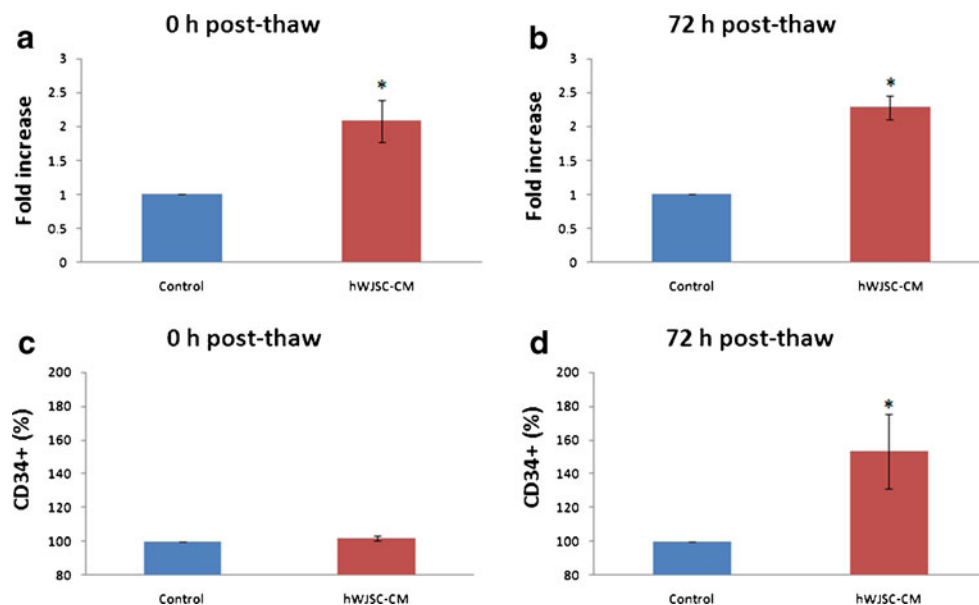 a
0 h post-thaw
Fold increase
3
2.5
2
1.5
1
0.5
0
*
Control
hWJSC-CM
b
72 h post-thaw
Fold increase
3
2.5
2
1.5
1
0.5
0
*
Control
hWJSC-CM
c
0 h post-thaw
CD34+ (%)
200
180
160
140
120
100
80
Control
hWJSC-CM
d
72 h post-thaw
CD34+ (%)
200
180
160
140
120
100
80
*
Control
hWJSC-CM